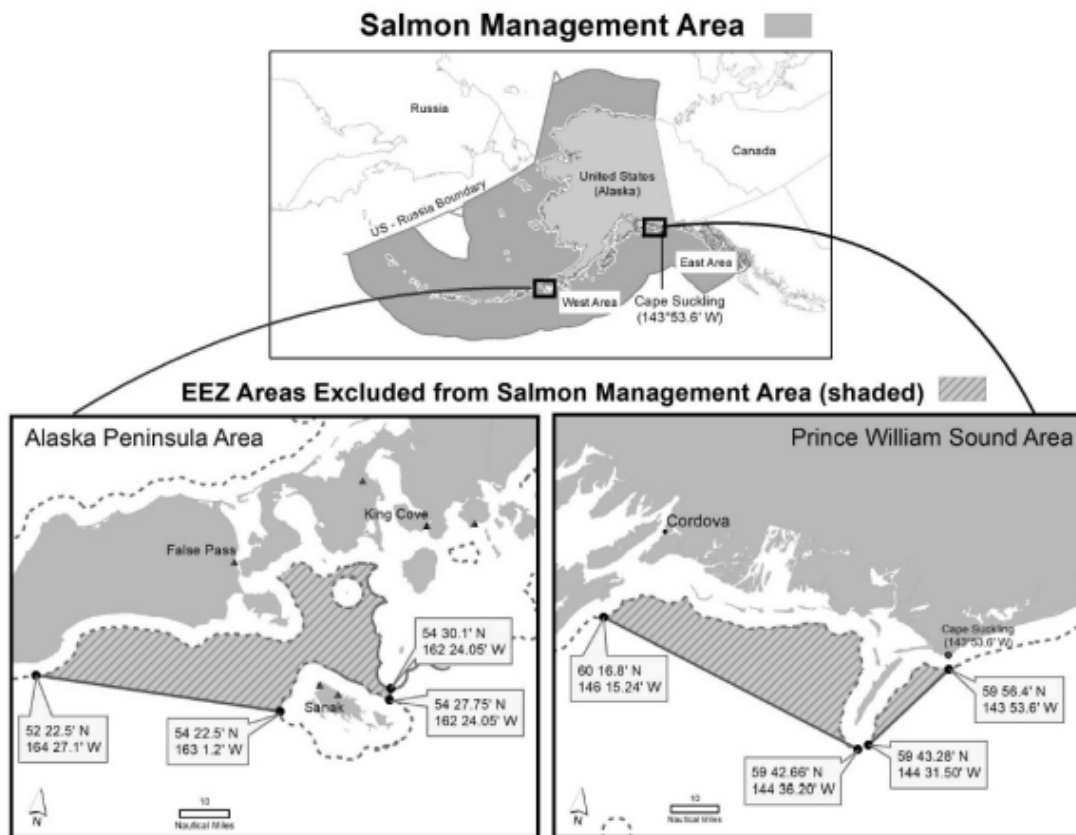 Salmon Management Area
Russia
Canada
United States
(Alaska)
US - Russia Boundary
East Area
West Area
Cape Suckling
(143°53.6' W)
EEZ Areas Excluded from Salmon Management Area (shaded)
Alaska Peninsula Area
King Cove
False Pass
Sanak
54 30.1' N
162 24.05' W
54 27.75' N
162 24.05' W
52 22.5' N
164 27.1' W
54 22.5' N
163 1.2' W
N
10
Nautical Miles
Prince William Sound Area
Cordova
Cape Suckling
(143°53.6' W)
60 16.8' N
146 15.24' W
59 56.4' N
143 53.6' W
59 43.28' N
144 31.50' W
59 42.66' N
144 36.20' W
N
10
Nautical Miles